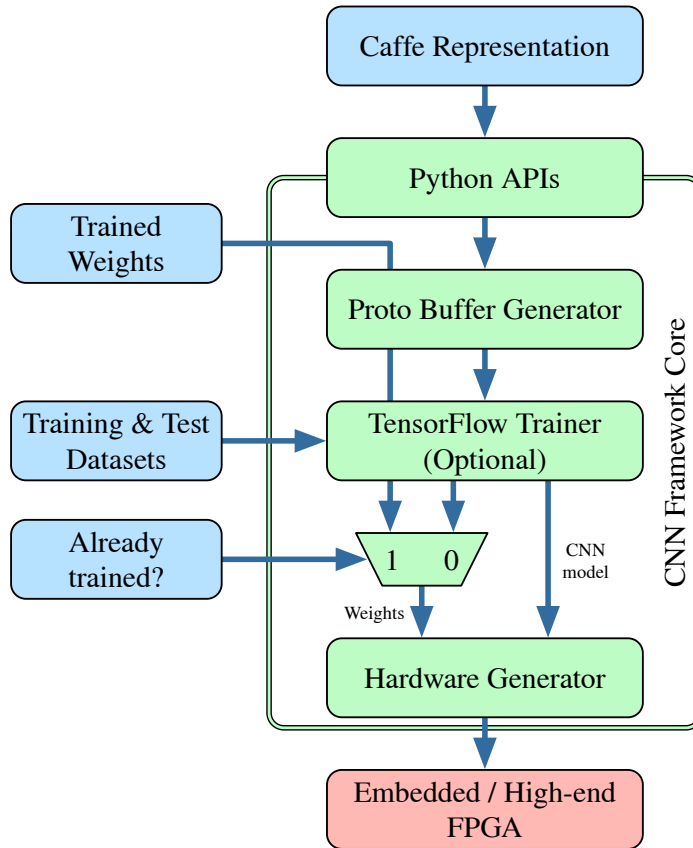 Caffe Representation
Python APIs
Trained
Weights
Proto Buffer Generator
Training & Test
Datasets
TensorFlow Trainer
(Optional)
Already
trained?
1 0
CNN
model
Weights
Hardware Generator
CNN Framework Core
Embedded / High-end
FPGA